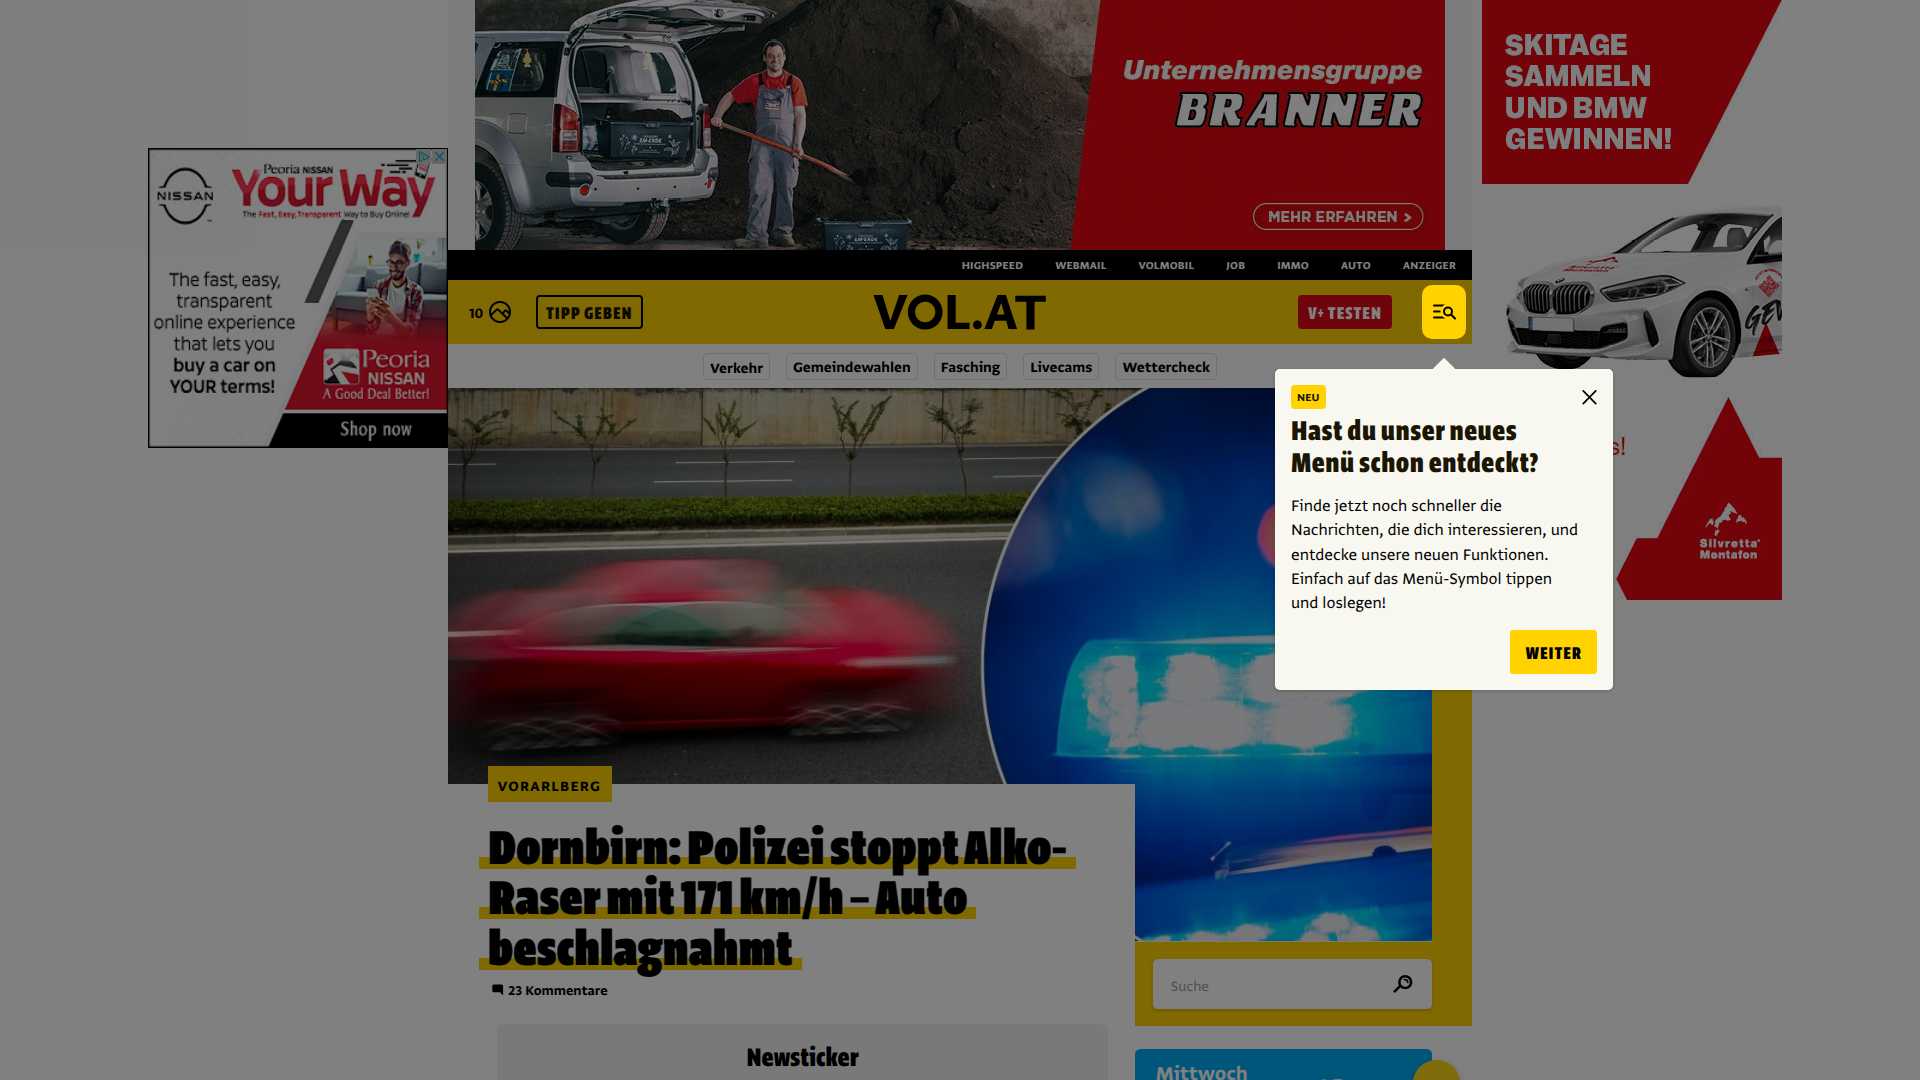 Unternehmensgruppe
BRANNER
MEHR ERFAHREN >
SKITAGE
SAMMELN
UND BMW
GEWINNEN!
Peoria NISSAN
Your Way
The Fast, Easy, Transparent Way to Buy Online!
NISSAN
The fast, easy,
transparent
online experience
that lets you
buy a car on
YOUR terms!
Peoria
NISSAN
A Good Deal Better!
Shop now
HIGHSPEED WEBMAIL VOLMOBIL JOB IMMO AUTO ANZEIGER
10 TIPP GEBEN VOL.AT V+ TESTEN
Verkehr Gemeindewahlen Fasching Livecams Wettercheck
NEU
Hast du unser neues
Menü schon entdeckt?
Finde jetzt noch schneller die
Nachrichten, die dich interessieren, und
entdecke unsere neuen Funktionen.
Einfach auf das Menü-Symbol tippen
und loslegen!
WEITER
s!
Silvretta
Montafon
VORARLBERG
Dornbirn: Polizei stoppt Alko-
Raser mit 171 km/h – Auto
beschlagnahmt
23 Kommentare
Suche
Newsticker
Mittwoch